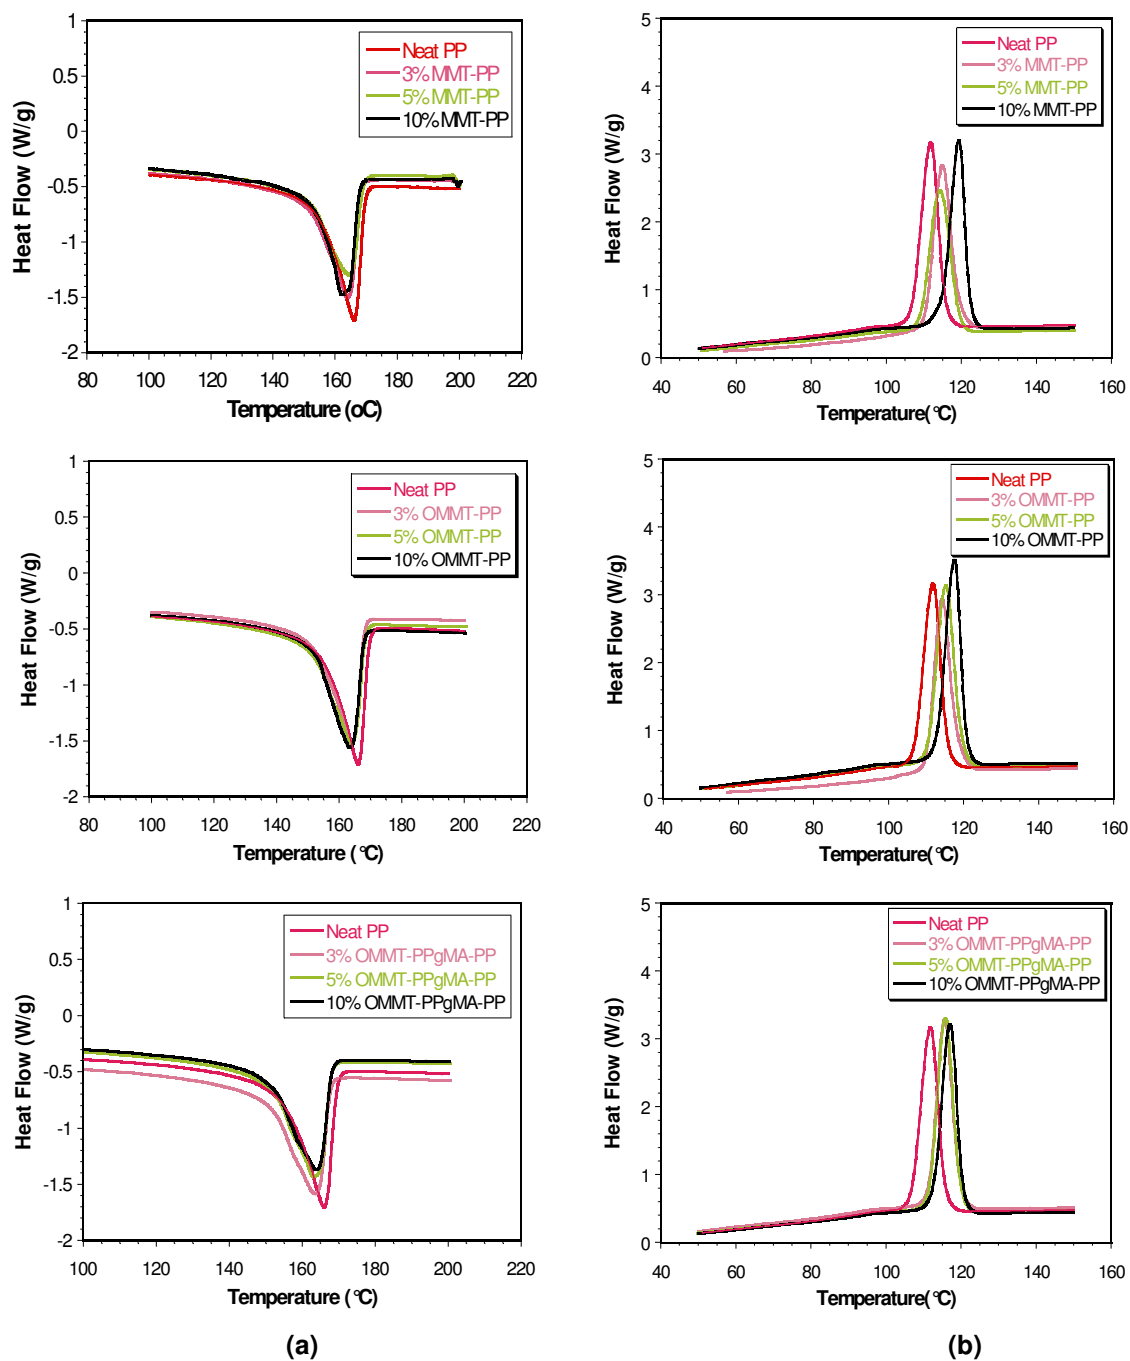 1
0.5
0
-0.5
-1
-1.5
-2
Heat Flow (W/g)
Neat PP
3% MMT-PP
5% MMT-PP
10% MMT-PP
80 100 120 140 160 180 200 220
Temperature (oC)
5
4
3
2
1
0
Heat Flow (W/g)
Neat PP
3% MMT-PP
5% MMT-PP
10% MMT-PP
40 60 80 100 120 140 160
Temperature(°C)
1
0.5
0
-0.5
-1
-1.5
-2
Heat Flow (W/g)
Neat PP
3% OMMT-PP
5% OMMT-PP
10% OMMT-PP
80 100 120 140 160 180 200 220
Temperature (°C)
5
4
3
2
1
0
Heat Flow (W/g)
Neat PP
3% OMMT-PP
5% OMMT-PP
10% OMMT-PP
40 60 80 100 120 140 160
Temperature(°C)
1
0.5
0
-0.5
-1
-1.5
-2
Heat Flow (W/g)
Neat PP
3% OMMT-PPgMA-PP
5% OMMT-PPgMA-PP
10% OMMT-PPgMA-PP
100 120 140 160 180 200 220
Temperature (°C)
5
4
3
2
1
0
Heat Flow (W/g)
Neat PP
3% OMMT-PPgMA-PP
5% OMMT-PPgMA-PP
10% OMMT-PPgMA-PP
40 60 80 100 120 140 160
Temperature(°C)
(a) (b)